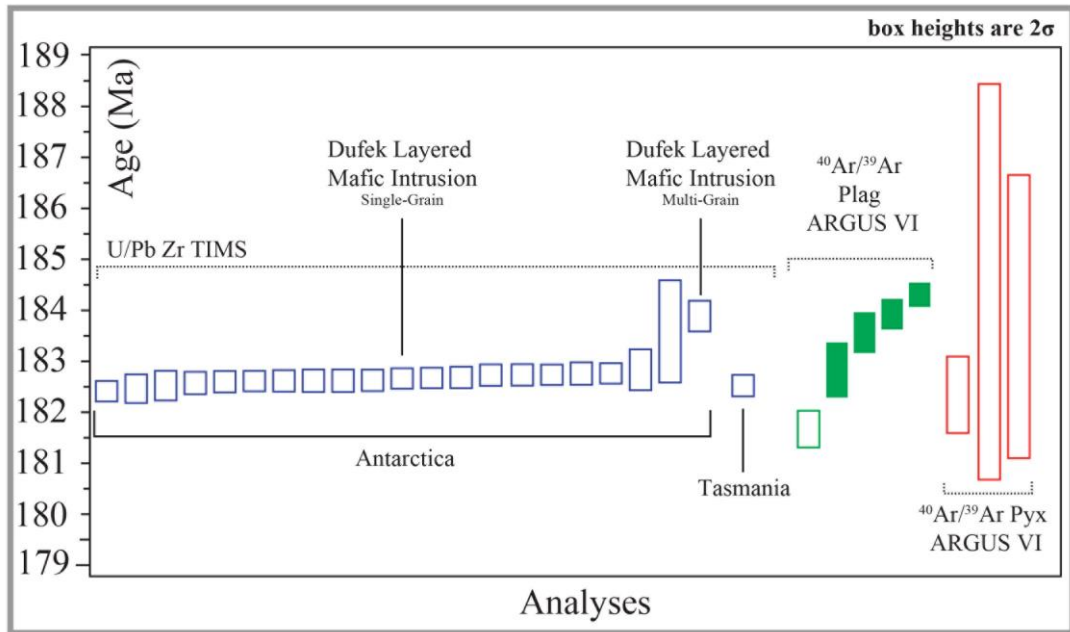 box heights are 2σ
189
188
187
186
185
184
183
182
181
180
179
Age (Ma)
U/Pb Zr TIMS
Dufek Layered
Mafic Intrusion
Single-Grain
Dufek Layered
Mafic Intrusion
Multi-Grain
⁴⁰Ar/³⁹Ar
Plag
ARGUS VI
Antarctica
Tasmania
⁴⁰Ar/³⁹Ar Pyx
ARGUS VI
Analyses